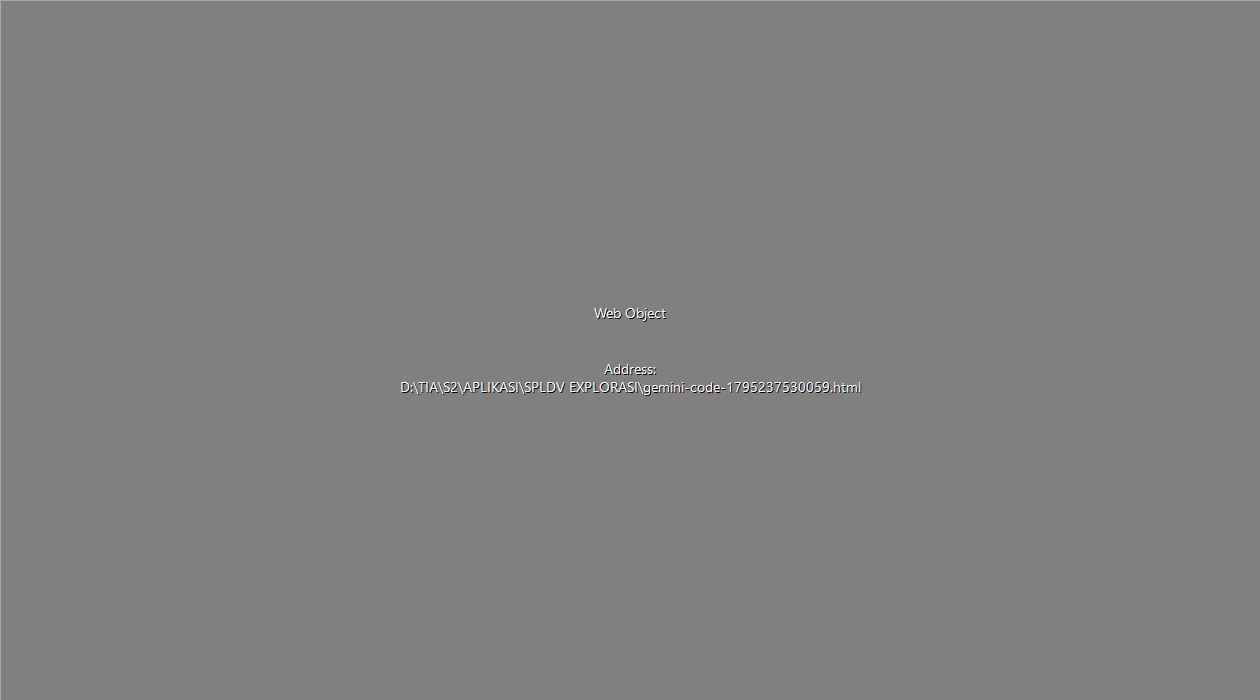 Web Object
Address:
D:\TIA\S2\APLIKASI\SPLDV EXPLORASI\gemini-code-1795237530059.html